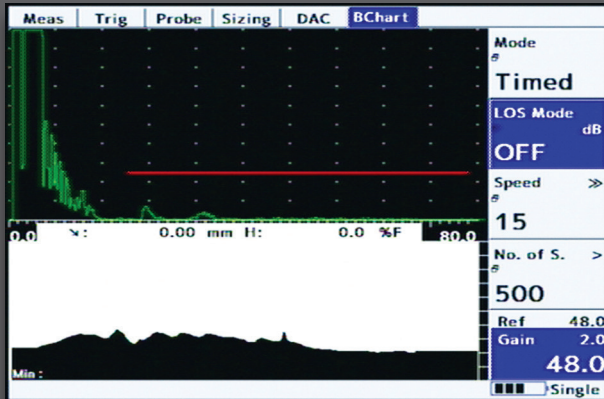 Meas Trig Probe Sizing DAC BChart
Mode
Timed
LOS Mode
dB
OFF
Speed >>
15
No. of S. >
500
Ref 48.0
Gain 2.0
48.0
Single
0.0 ↘: 0.00 mm H: 0.0 %F 80.0
Min: